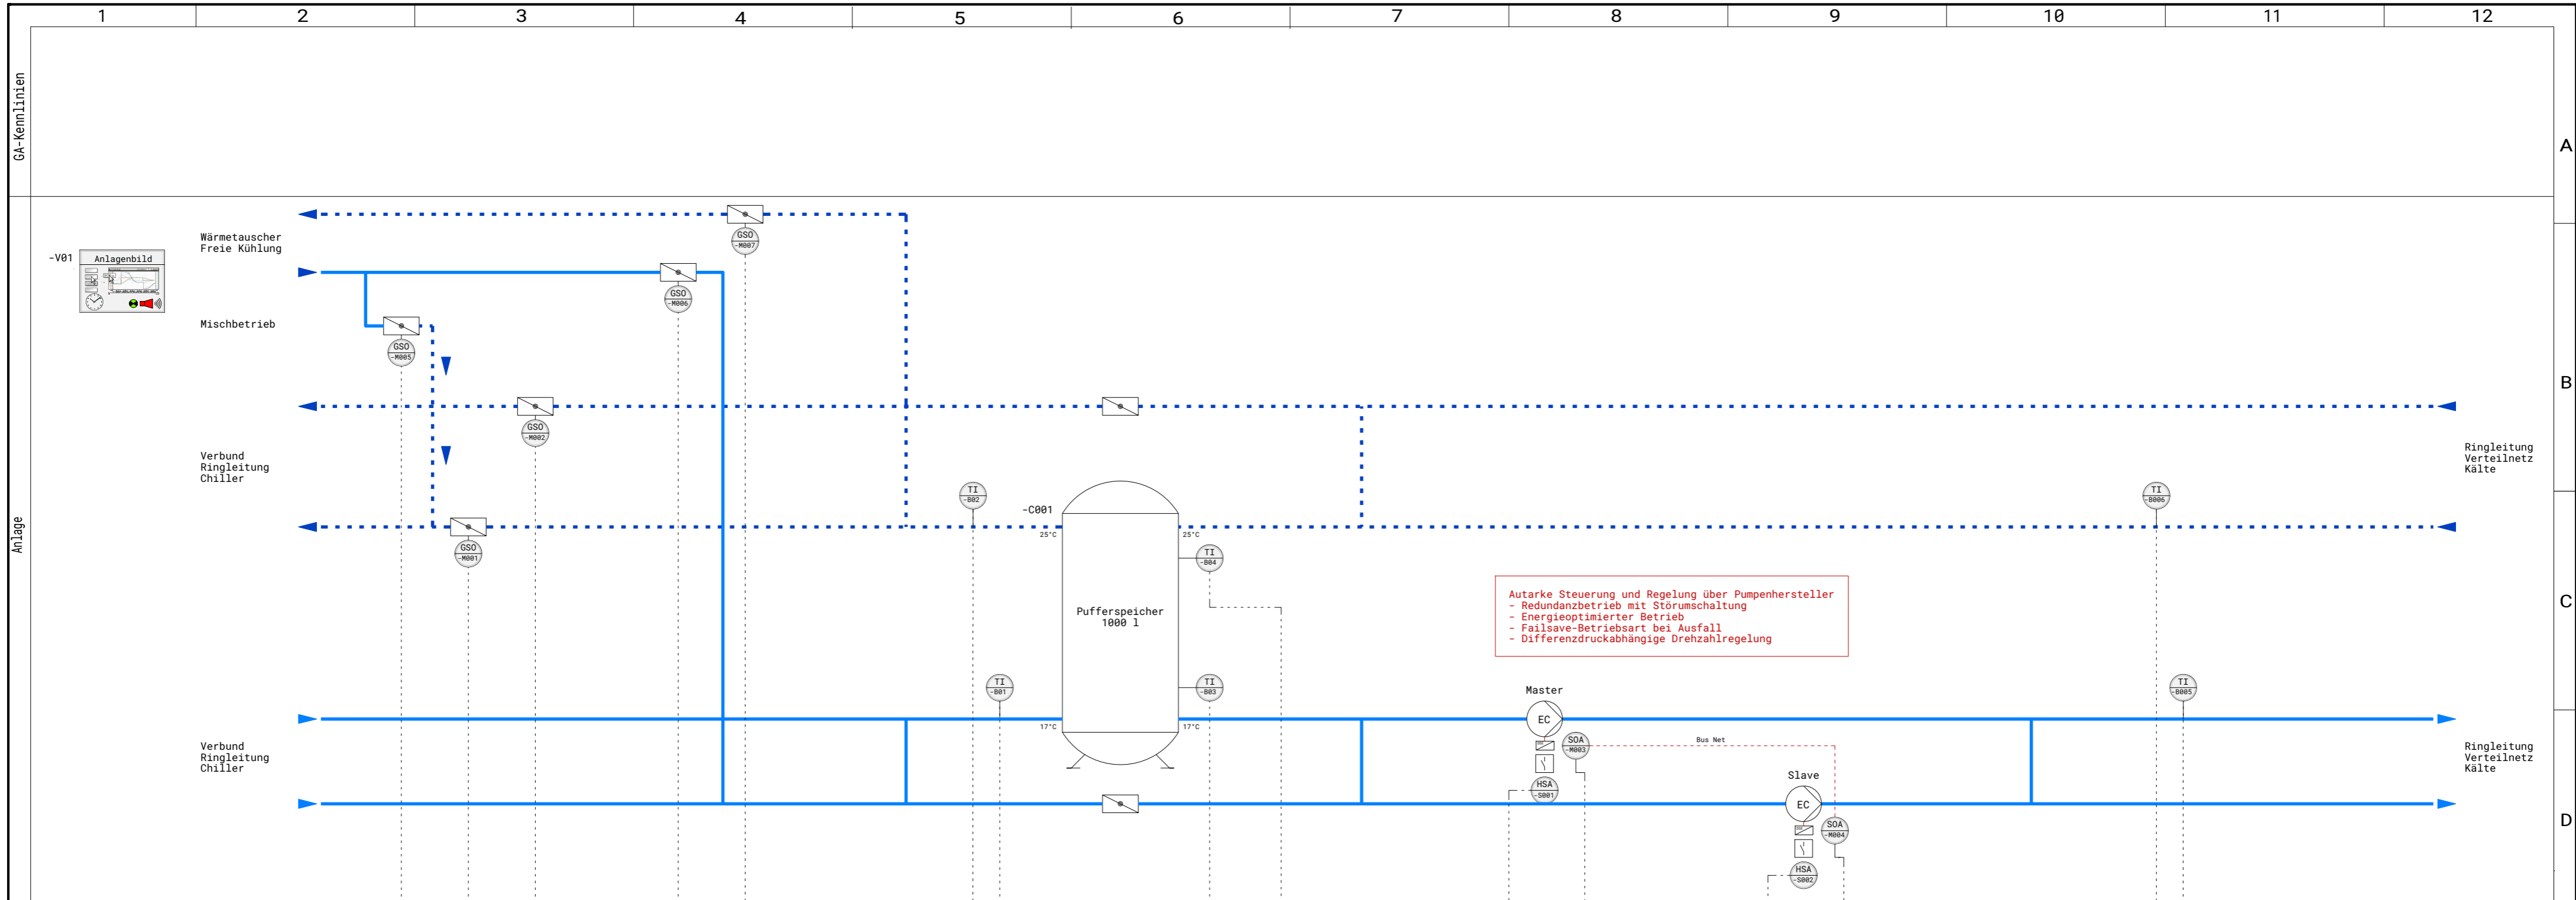 1 2 3 4 5 6 7 8 9 10 11 12
GA-Kennlinien
A
Wärmetauscher
Freie Kühlung
GSO
-M007
-V01
Anlagenbild
GSO
-M006
Mischbetrieb
GSO
-M005
B
GSO
-M002
Verbund
Ringleitung
Chiller
Ringleitung
Verteilnetz
Kälte
TI
-B02
TI
-B006
-C001
Anlage
25°C
25°C
GSO
-M001
TI
-B04
Pufferspeicher
1000 l
Autarke Steuerung und Regelung über Pumpenhersteller
- Redundanzbetrieb mit Störumschaltung
- Energieoptimierter Betrieb
- Failsave-Betriebsart bei Ausfall
- Differenzdruckabhängige Drehzahlregelung
C
TI
-B01
TI
-B03
Master
TI
-B005
EC
17°C
17°C
Verbund
Ringleitung
Chiller
SOA
-M003
Bus Net
Ringleitung
Verteilnetz
Kälte
HSA
-S001
Slave
EC
SOA
-M004
D
HSA
-S002